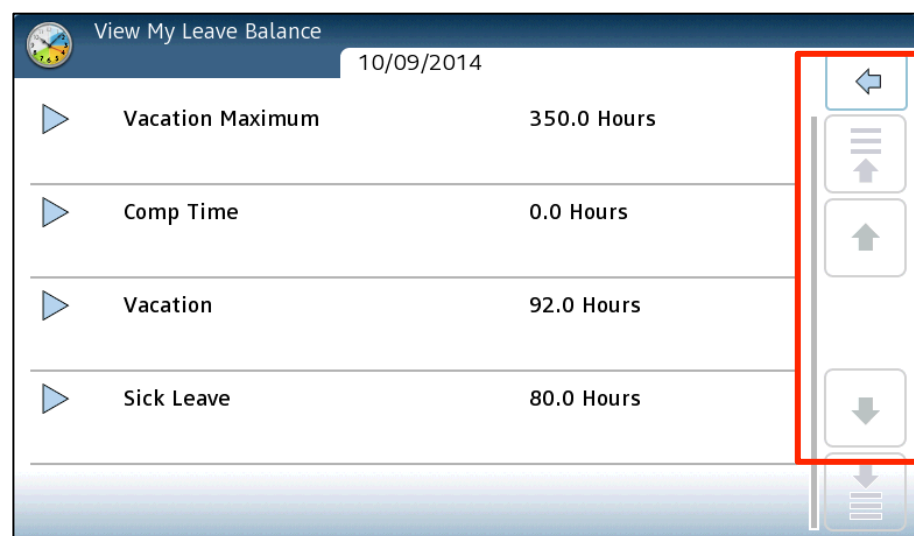 View My Leave Balance
10/09/2014
Vacation Maximum 350.0 Hours
Comp Time 0.0 Hours
Vacation 92.0 Hours
Sick Leave 80.0 Hours